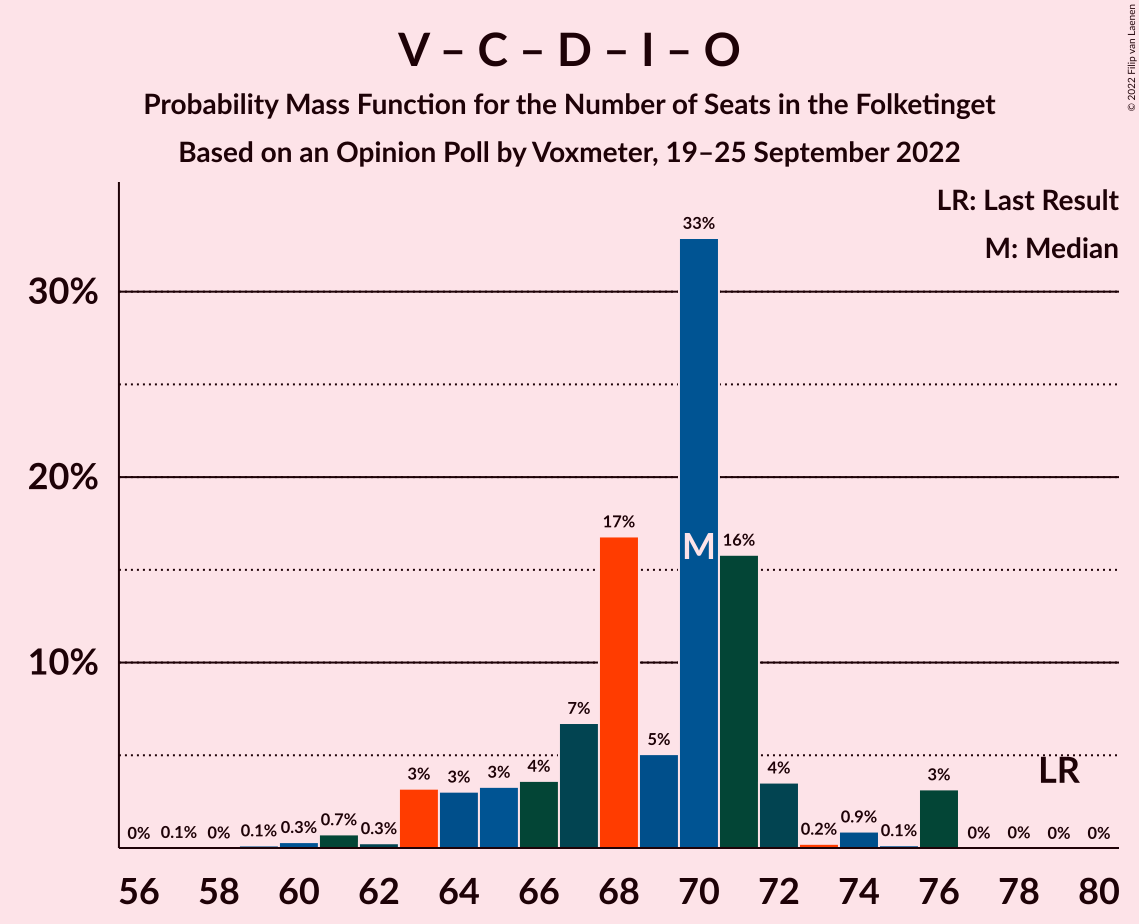 V – C – D – I – O
Probability Mass Function for the Number of Seats in the Folketinget
Based on an Opinion Poll by Voxmeter, 19–25 September 2022
© 2022 Filip van Laenen
LR: Last Result
M: Median
30%
20%
10%
0% 0.1% 0% 0.1% 0.3% 0.7% 0.3% 3% 3% 3% 4% 7% 17% 5% 33% 16% 4% 0.2% 0.9% 0.1% 3% 0% 0% 0% 0%
M
LR
56 58 60 62 64 66 68 70 72 74 76 78 80